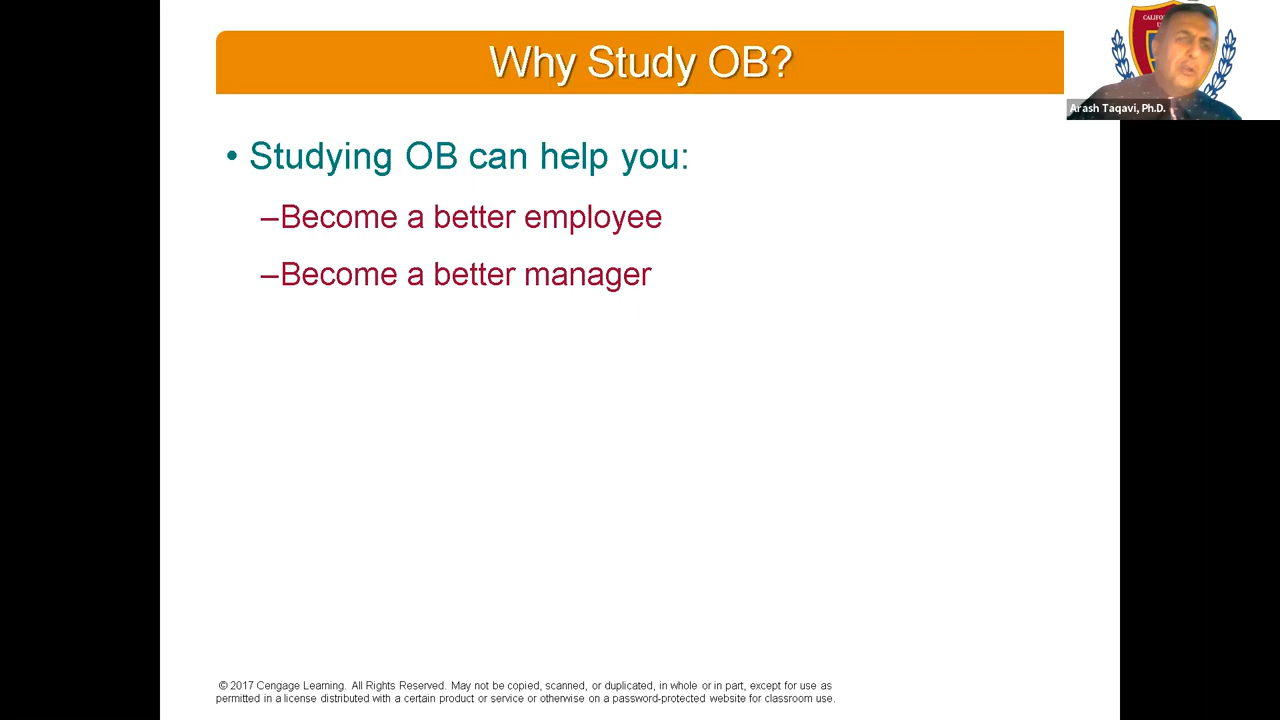 Why Study OB?
Arash Taqavi, Ph.D.
• Studying OB can help you:
–Become a better employee
–Become a better manager
© 2017 Cengage Learning. All Rights Reserved. May not be copied, scanned, or duplicated, in whole or in part, except for use as
permitted in a license distributed with a certain product or service or otherwise on a password-protected website for classroom use.